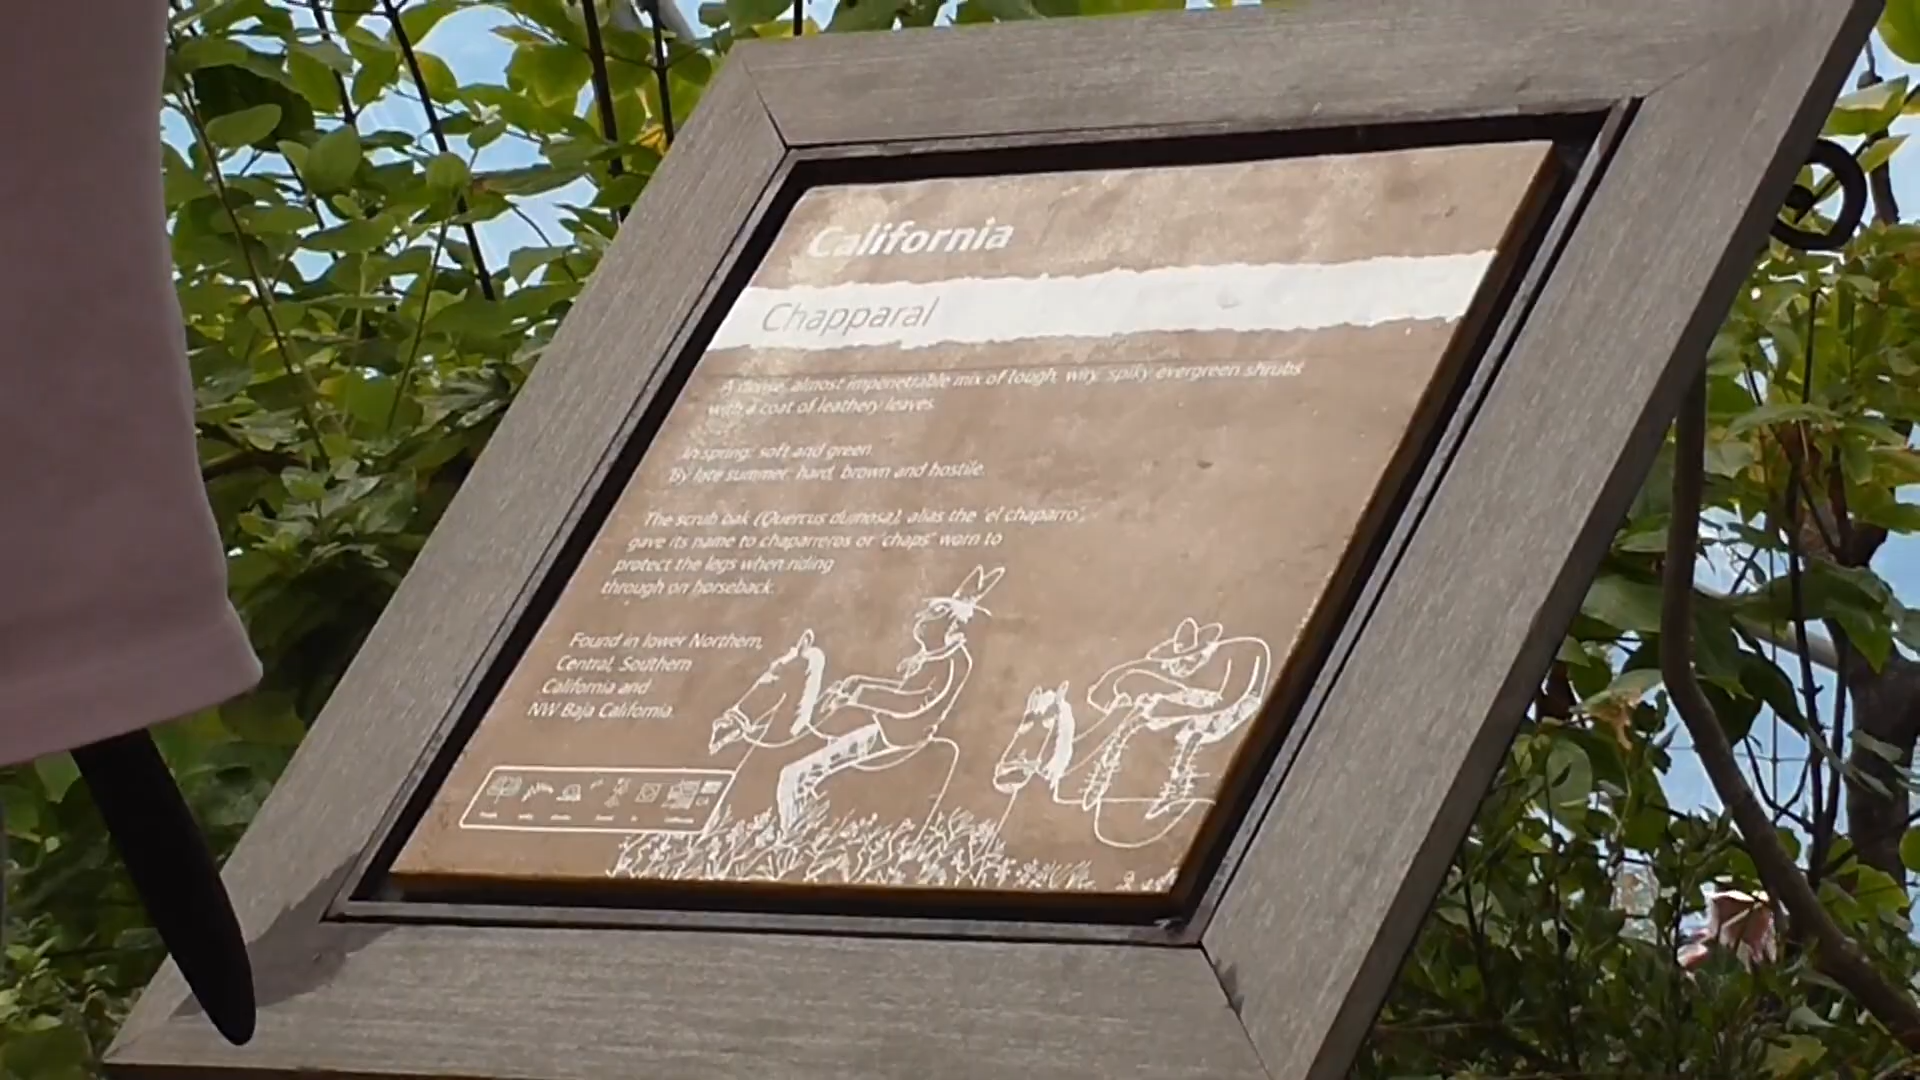 California
Chapparal
A dense, almost impenetrable mix of tough, wiry, spiky evergreen shrubs
with a coat of leathery leaves.
In spring: soft and green.
By late summer: hard, brown and hostile.
The scrub oak (Quercus dumosa), alias the 'el chaparro',
gave its name to chaparreros or 'chaps' worn to
protect the legs when riding
through on horseback.
Found in lower Northern,
Central, Southern
California and
NW Baja California.